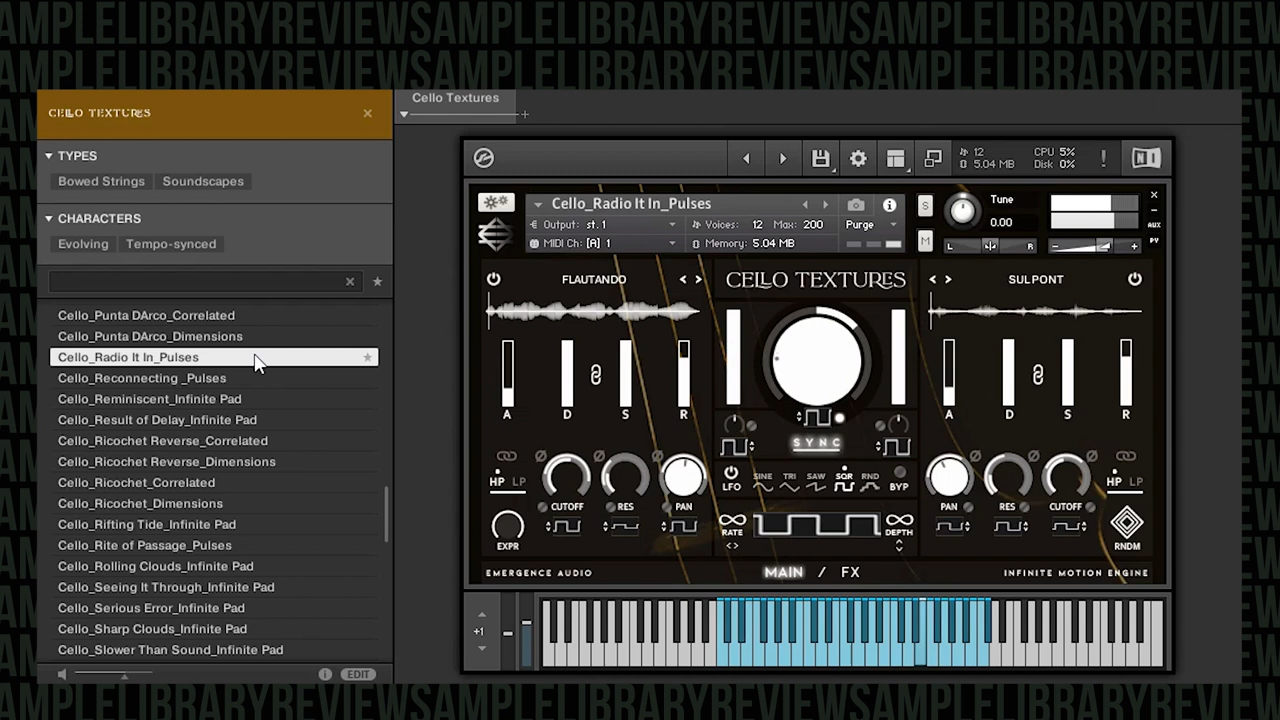 AMPLELIBRARYREVIEWSAMPLELIBRARYREVIEWSA
CELLO TEXTURES
TYPES
Bowed Strings Soundscapes
CHARACTERS
Evolving Tempo-synced
Cello_Punta DArco_Correlated
Cello_Punta DArco_Dimensions
Cello_Radio It In_Pulses
Cello_Reconnecting _Pulses
Cello_Reminiscent_Infinite Pad
Cello_Result of Delay_Infinite Pad
Cello_Ricochet Reverse_Correlated
Cello_Ricochet Reverse_Dimensions
Cello_Ricochet_Correlated
Cello_Ricochet_Dimensions
Cello_Rifting Tide_Infinite Pad
Cello_Rite of Passage_Pulses
Cello_Rolling Clouds_Infinite Pad
Cello_Seeing It Through_Infinite Pad
Cello_Serious Error_Infinite Pad
Cello_Sharp Clouds_Infinite Pad
Cello_Slower Than Sound_Infinite Pad
EDIT
Cello Textures
12 CPU 5%
5.04 MB Disk 0%
Cello_Radio It In_Pulses
Output: st.1 Voices: 12 Max: 200 Purge
MIDI Ch: [A] 1 Memory: 5.04 MB
S
M
Tune
0.00
L R
AUX
PV
FLAUTANDO
CELLO TEXTURES
SUL PONT
A D S R
A D S R
SYNC
HP LP
CUTOFF RES PAN
LFO SINE TRI SAW SQR RND BYP
PAN RES CUTOFF
HP LP
EXPR
RATE
DEPTH
RNDM
EMERGENCE AUDIO
MAIN / FX
INFINITE MOTION ENGINE
+1